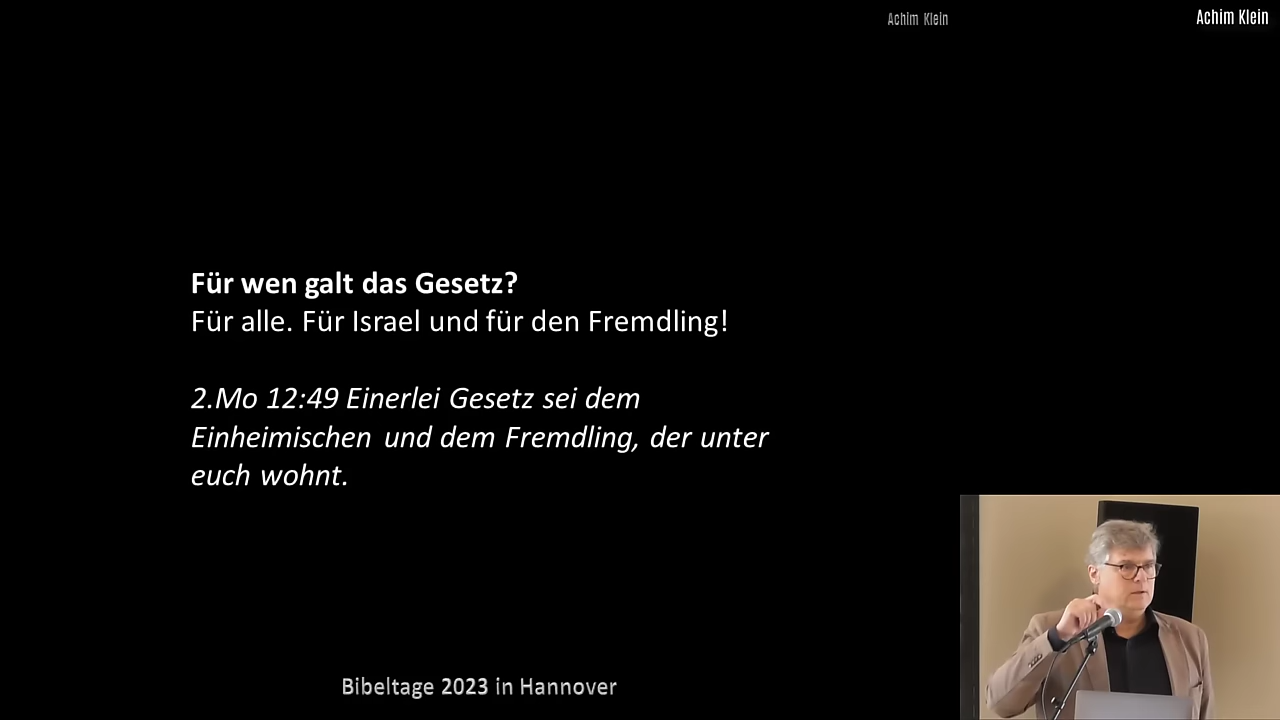 Achim Klein
Achim Klein
Für wen galt das Gesetz?
Für alle. Für Israel und für den Fremdling!
2.Mo 12:49 Einerlei Gesetz sei dem
Einheimischen und dem Fremdling, der unter
euch wohnt.
Bibeltage 2023 in Hannover